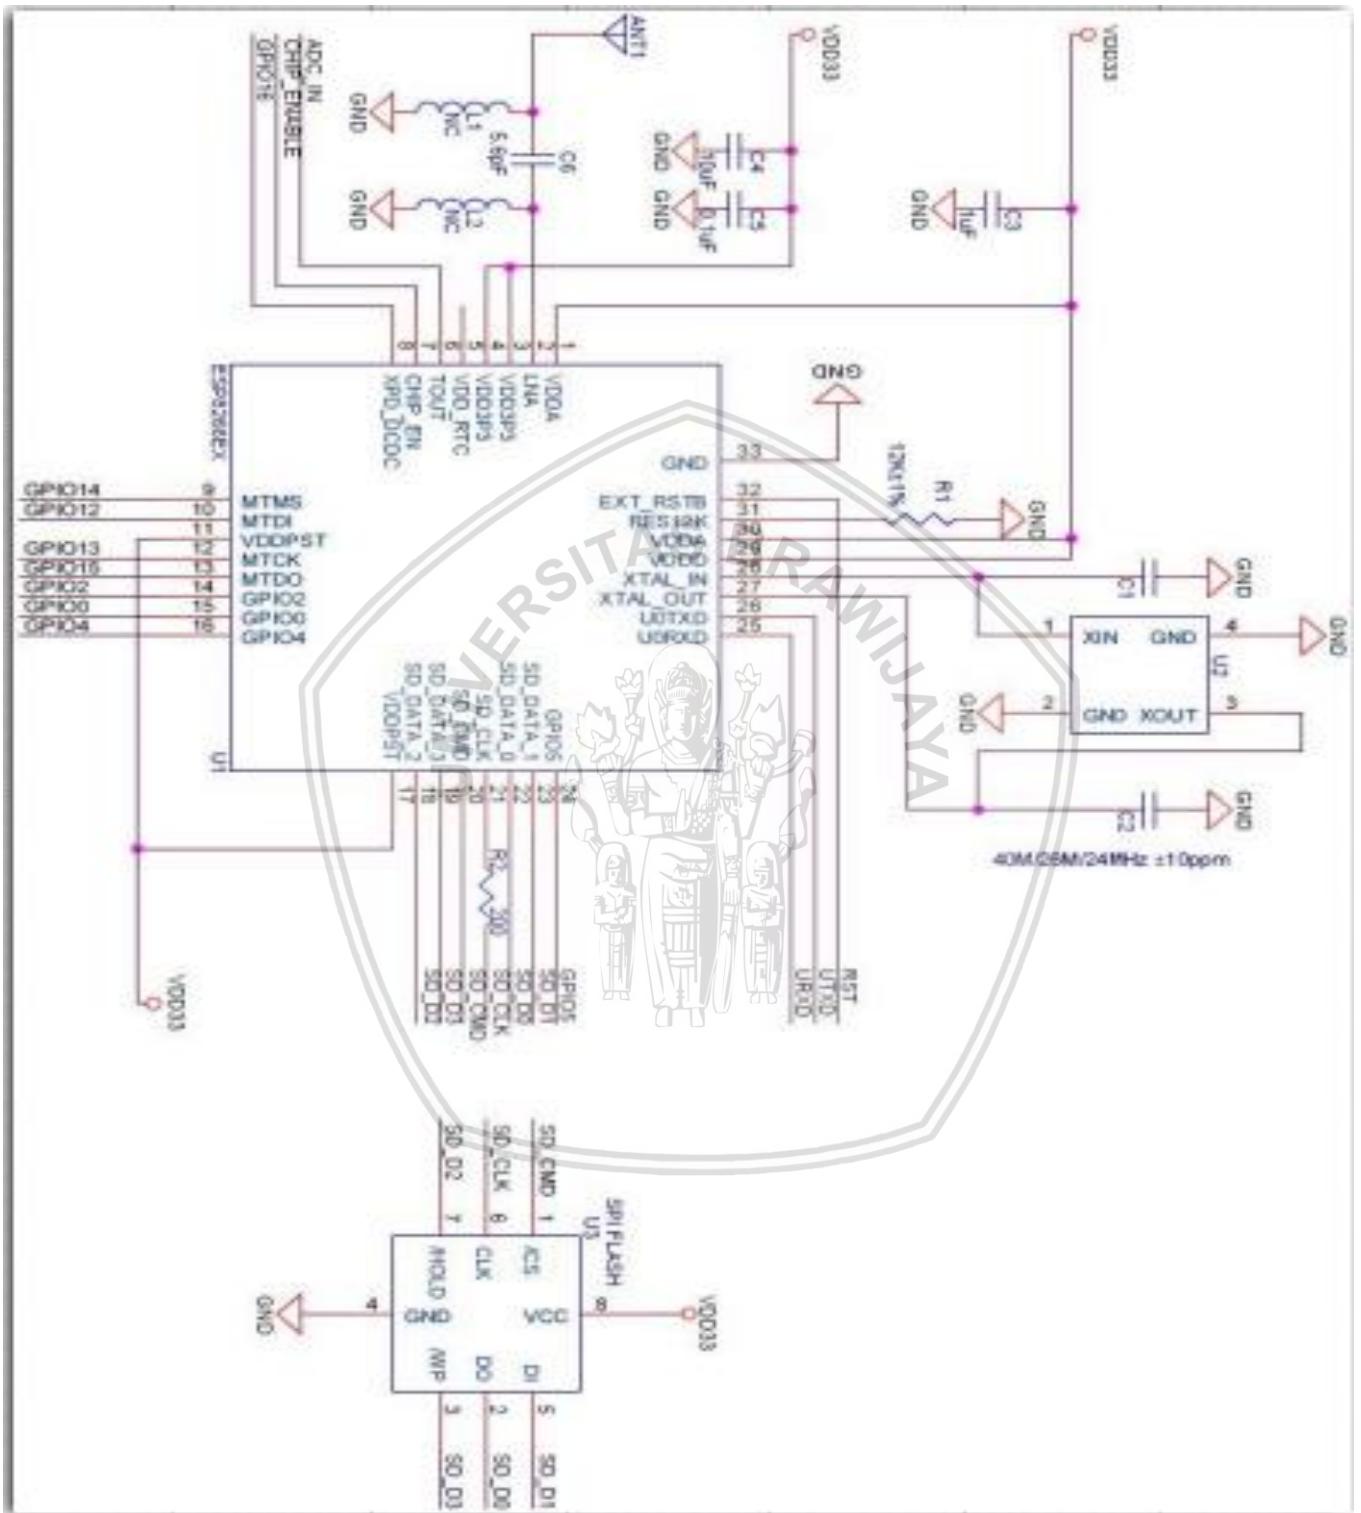 ANT1
VDD33
VDD33
ADC_IN
CHIP_ENABLE
GPIO16
GND
L1
NC
5.6pF
C6
GND
L2
NC
GND
10uF
C4
GND
0.1uF
C5
GND
1uF
C3
8
7
6
5
4
3
2
1
ESP8266EX
XPD_DCDC
CHIP_EN
TOUT
VDD_RTC
VDD3P3
VDD3P3
LNA
VDDA
GND
33
GND
12K±1%
R1
GND
GPIO14
9
MTMS
EXT_RSTB
32
GPIO12
10
MTDI
RES12K
31
11
VDDPST
VDDA
30
GPIO13
12
MTCK
VDDD
29
GPIO15
13
MTDO
XTAL_IN
28
GPIO2
14
GPIO2
XTAL_OUT
27
GPIO0
15
GPIO0
U0TXD
26
GPIO4
16
GPIO4
U0RXD
25
C1
GND
1
XIN
GND
4
GND
U2
GND
2
GND
XOUT
3
C2
GND
40M/26M/24MHz ±10ppm
UNIVERSITAS BRAWIJAYA
VDDPST
SD_DATA_2
SD_DATA_3
SD_CMD
SD_CLK
SD_DATA_0
SD_DATA_1
GPIO5
U1
17
18
19
20
21
22
23
24
R2
200
VDD33
SD_D2
SD_D3
SD_CMD
SD_CLK
SD_D0
SD_D1
GPIO5
URXD
UTXD
RST
SD_D2
SD_CLK
SD_CMD
7
6
1
U3
SPI FLASH
/HOLD
CLK
/CS
GND
4
GND
VCC
8
VDD33
/WP
DO
DI
3
2
5
SD_D3
SD_D0
SD_D1